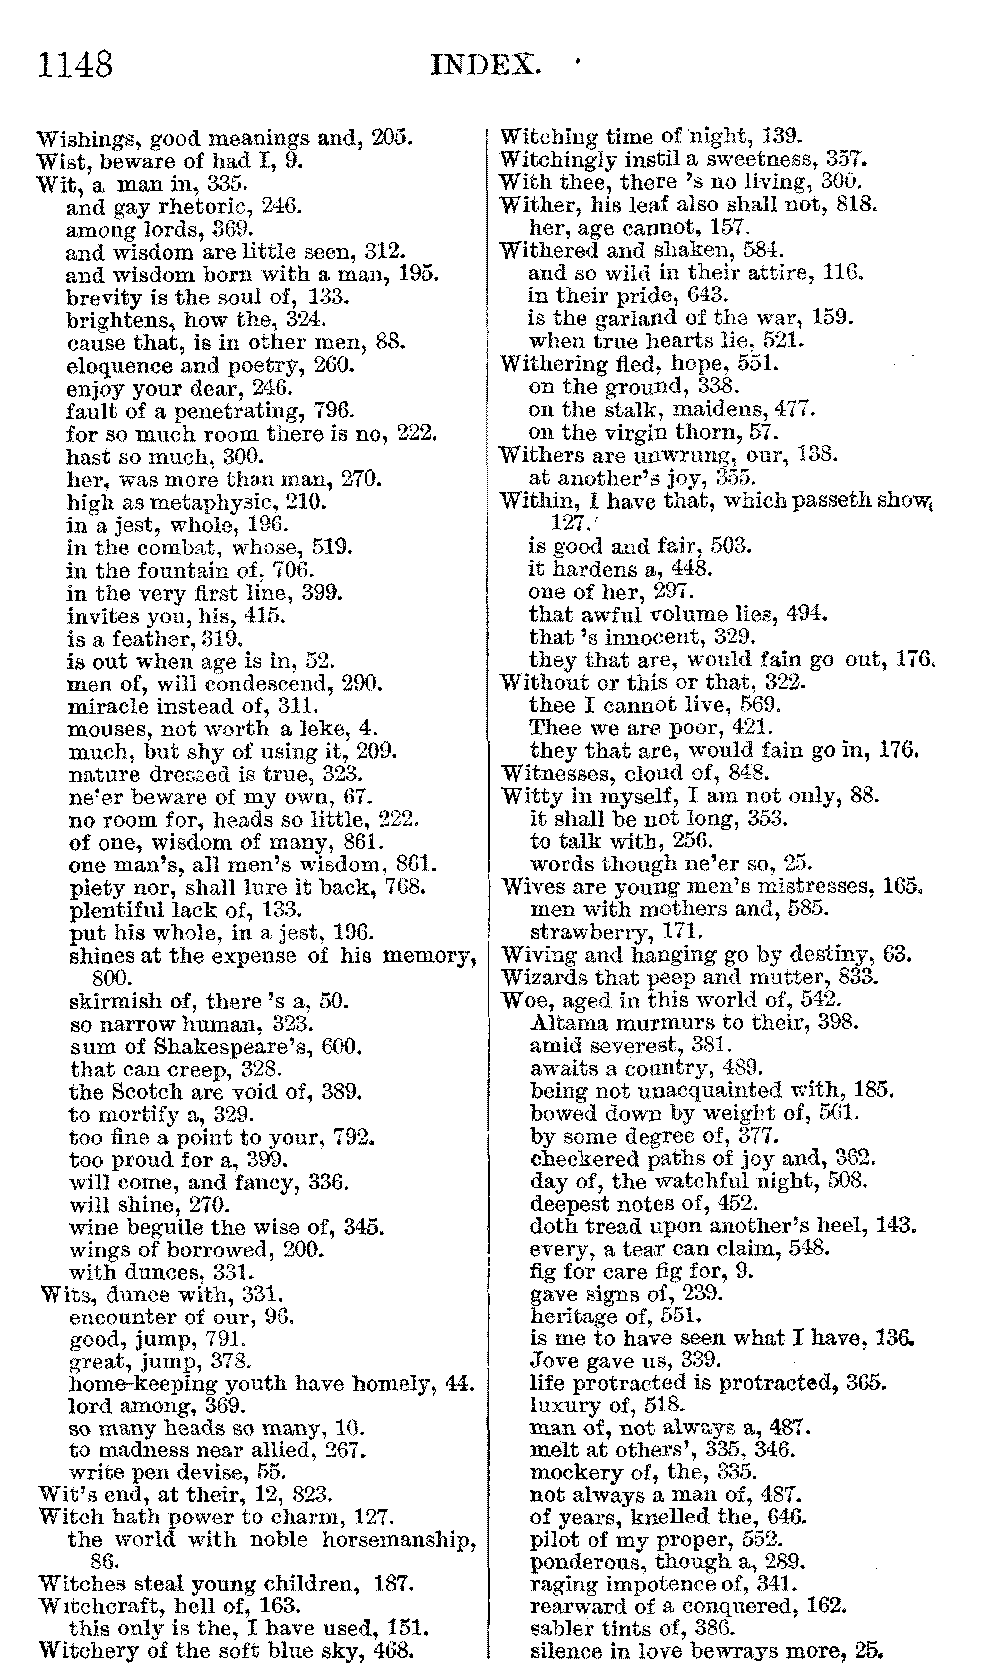 1148
INDEX.
Wishings, good meanings and, 205.
Wist, beware of had I, 9.
Wit, a man in, 335.
and gay rhetoric, 246.
among lords, 369.
and wisdom are little seen, 312.
and wisdom born with a man, 195.
brevity is the soul of, 133.
brightens, how the, 324.
cause that, is in other men, 88.
eloquence and poetry, 260.
enjoy your dear, 246.
fault of a penetrating, 796.
for so much room there is no, 222.
hast so much, 300.
her, was more than man, 270.
high as metaphysic, 210.
in a jest, whole, 196.
in the combat, whose, 519.
in the fountain of, 706.
in the very first line, 399.
invites you, his, 415.
is a feather, 319.
is out when age is in, 52.
men of, will condescend, 290.
miracle instead of, 311.
mouses, not worth a leke, 4.
much, but shy of using it, 209.
nature dressed is true, 323.
ne'er beware of my own, 67.
no room for, heads so little, 222.
of one, wisdom of many, 861.
one man's, all men's wisdom, 861.
piety nor, shall lure it back, 768.
plentiful lack of, 133.
put his whole, in a jest, 196.
shines at the expense of his memory,
800.
skirmish of, there 's a, 50.
so narrow human, 323.
sum of Shakespeare's, 600.
that can creep, 328.
the Scotch are void of, 389.
to mortify a, 329.
too fine a point to your, 792.
too proud for a, 399.
will come, and fancy, 336.
will shine, 270.
wine beguile the wise of, 345.
wings of borrowed, 200.
with dunces, 331.
Wits, dunce with, 331.
encounter of our, 96.
good, jump, 791.
great, jump, 378.
home-keeping youth have homely, 44.
lord among, 369.
so many heads so many, 10.
to madness near allied, 267.
write pen devise, 55.
Wit's end, at their, 12, 823.
Witch hath power to charm, 127.
the world with noble horsemanship,
86.
Witches steal young children, 187.
Witchcraft, hell of, 163.
this only is the, I have used, 151.
Witchery of the soft blue sky, 468.
Witching time of night, 139.
Witchingly instil a sweetness, 357.
With thee, there 's no living, 300.
Wither, his leaf also shall not, 818.
her, age cannot, 157.
Withered and shaken, 584.
and so wild in their attire, 116.
in their pride, 643.
is the garland of the war, 159.
when true hearts lie, 521.
Withering fled, hope, 551.
on the ground, 338.
on the stalk, maidens, 477.
on the virgin thorn, 57.
Withers are unwrung, our, 138.
at another's joy, 355.
Within, I have that, which passeth show,
127.
is good and fair, 503.
it hardens a, 448.
one of her, 297.
that awful volume lies, 494.
that 's innocent, 329.
they that are, would fain go out, 176.
Without or this or that, 322.
thee I cannot live, 569.
Thee we are poor, 421.
they that are, would fain go in, 176.
Witnesses, cloud of, 848.
Witty in myself, I am not only, 88.
it shall be not long, 353.
to talk with, 256.
words though ne'er so, 25.
Wives are young men's mistresses, 165.
men with mothers and, 585.
strawberry, 171.
Wiving and hanging go by destiny, 63.
Wizards that peep and mutter, 833.
Woe, aged in this world of, 542.
Altama murmurs to their, 398.
amid severest, 381.
awaits a country, 489.
being not unacquainted with, 185.
bowed down by weight of, 561.
by some degree of, 377.
checkered paths of joy and, 362.
day of, the watchful night, 508.
deepest notes of, 452.
doth tread upon another's heel, 143.
every, a tear can claim, 548.
fig for care fig for, 9.
gave signs of, 239.
heritage of, 551.
is me to have seen what I have, 136.
Jove gave us, 339.
life protracted is protracted, 365.
luxury of, 518.
man of, not always a, 487.
melt at others', 335, 346.
mockery of, the, 335.
not always a man of, 487.
of years, knelled the, 646.
pilot of my proper, 552.
ponderous, though a, 289.
raging impotence of, 341.
rearward of a conquered, 162.
sabler tints of, 386.
silence in love bewrays more, 25.